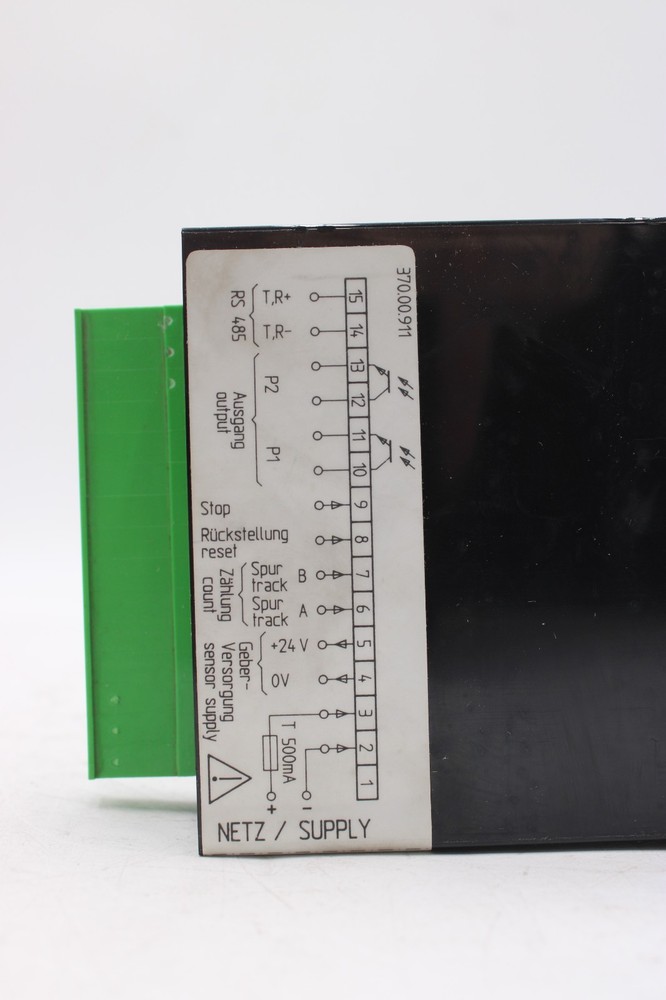 370.00.911
RS 485
T,R+
15
T,R-
14
Ausgang
output
P2
13
12
P1
11
10
Stop
9
Rückstellung
reset
8
Zählung
count
Spur
track
B
7
Spur
track
A
6
Geber-
Versorgung
sensor supply
+24 V
5
0V
4
3
T 500mA
2
1
+
-
NETZ / SUPPLY